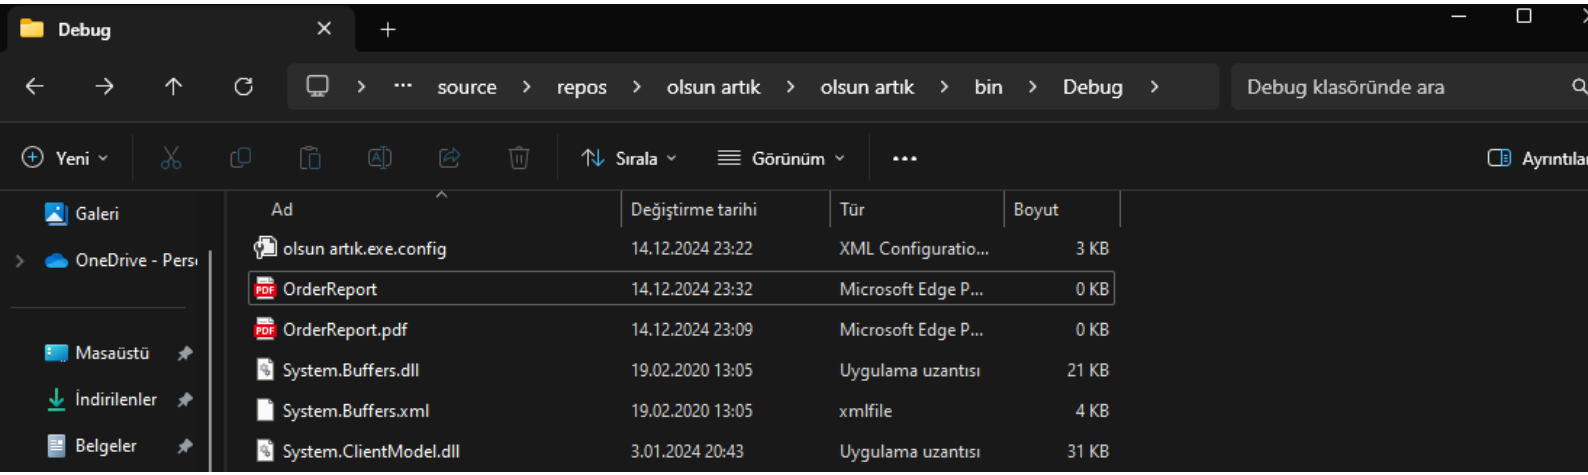 Debug
source > repos > olsun artık > olsun artık > bin > Debug >
Debug klasöründe ara
Yeni
Sırala
Görünüm
Ayrıntılar
Galeri
OneDrive - Perso
Masaüstü
İndirilenler
Belgeler
Ad Değiştirme tarihi Tür Boyut
olsun artık.exe.config 14.12.2024 23:22 XML Configuratio... 3 KB
PDF OrderReport 14.12.2024 23:32 Microsoft Edge P... 0 KB
PDF OrderReport.pdf 14.12.2024 23:09 Microsoft Edge P... 0 KB
System.Buffers.dll 19.02.2020 13:05 Uygulama uzantısı 21 KB
System.Buffers.xml 19.02.2020 13:05 xmlfile 4 KB
System.ClientModel.dll 3.01.2024 20:43 Uygulama uzantısı 31 KB